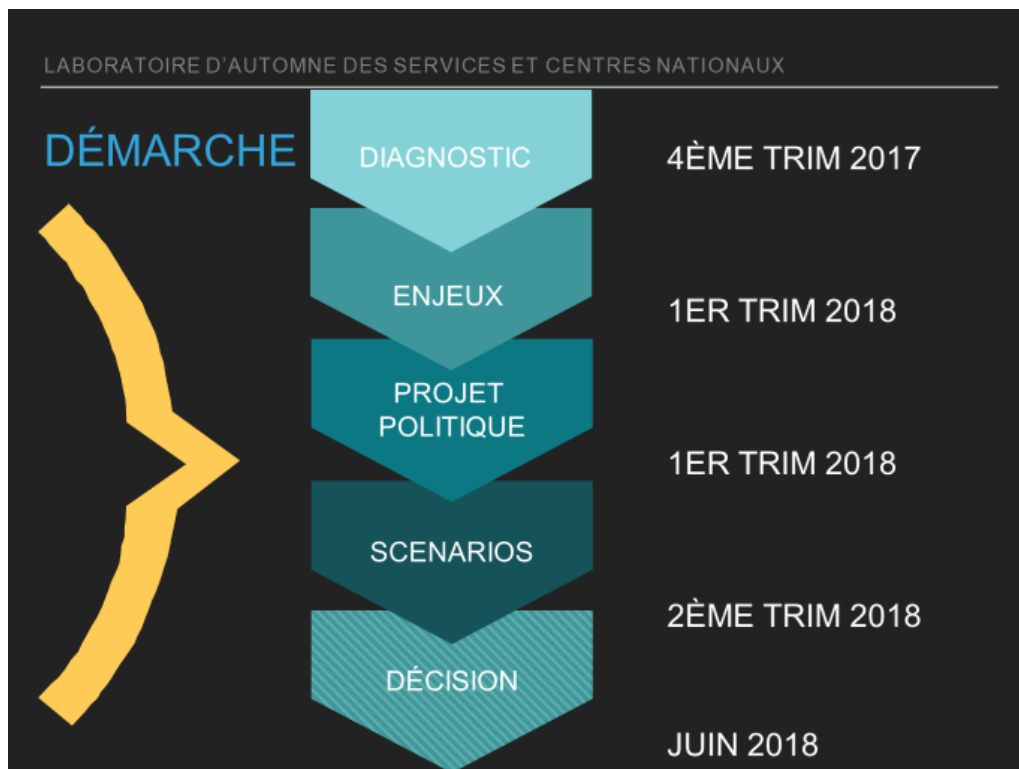 LABORATOIRE D'AUTOMNE DES SERVICES ET CENTRES NATIONAUX
DÉMARCHE
DIAGNOSTIC
4ÈME TRIM 2017
ENJEUX
1ER TRIM 2018
PROJET
POLITIQUE
1ER TRIM 2018
SCENARIOS
2ÈME TRIM 2018
DÉCISION
JUIN 2018